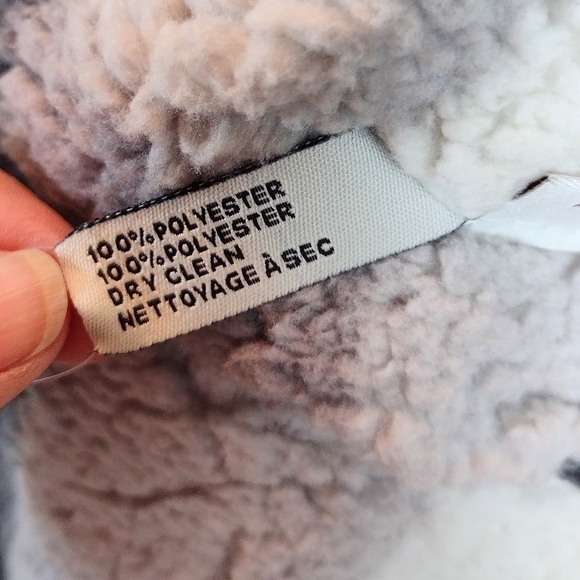 100% POLYESTER
100% POLYESTER
DRY CLEAN
NETTOYAGE À SEC